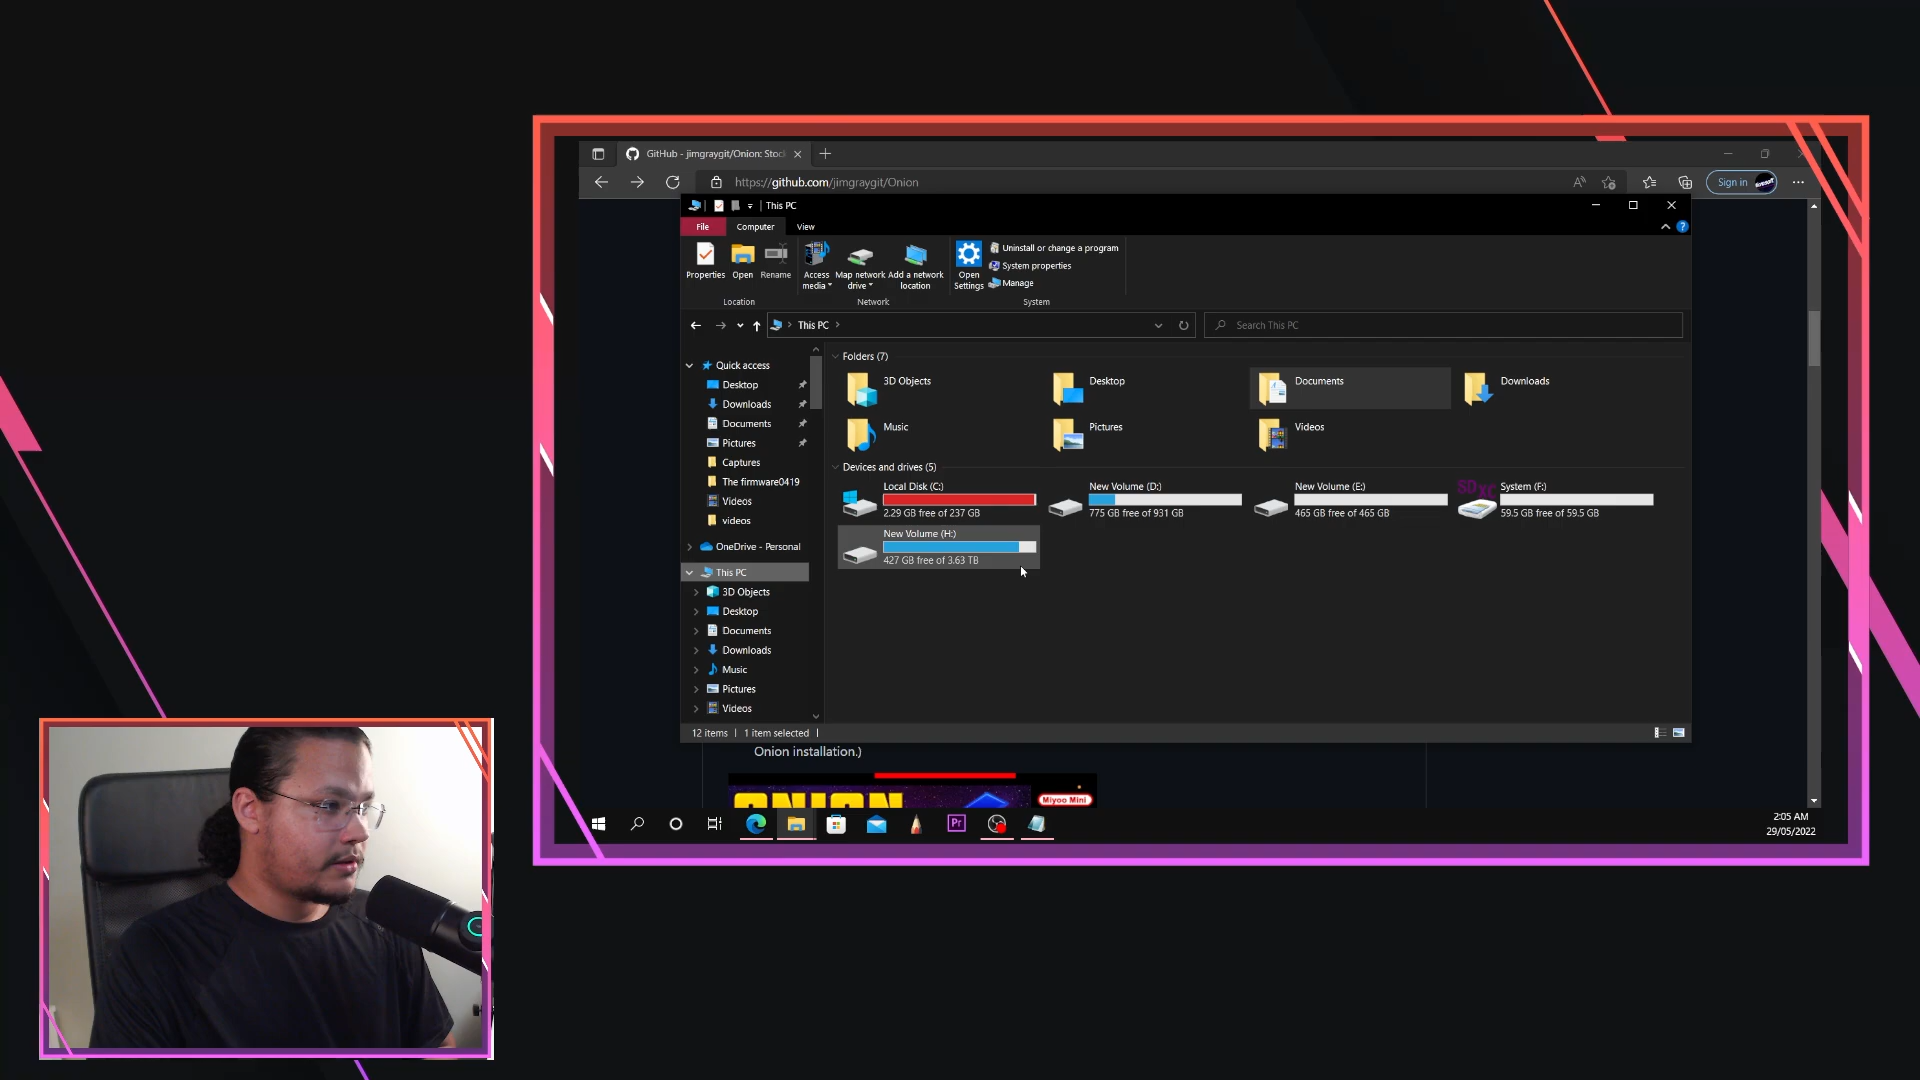 GitHub - jimgraygit/Onion: Stoc
https://github.com/jimgraygit/Onion
Sign in
This PC
File
Computer
View
Properties
Open
Rename
Access media
Map network drive
Add a network location
Open Settings
Uninstall or change a program
System properties
Manage
Location
Network
System
This PC
Search This PC
Quick access
Desktop
Downloads
Documents
Pictures
Captures
The firmware0419
Videos
videos
OneDrive - Personal
This PC
3D Objects
Desktop
Documents
Downloads
Music
Pictures
Videos
Folders (7)
3D Objects
Desktop
Documents
Downloads
Music
Pictures
Videos
Devices and drives (5)
Local Disk (C:)
2.29 GB free of 237 GB
New Volume (D:)
775 GB free of 931 GB
New Volume (E:)
465 GB free of 465 GB
SDXC
System (F:)
59.5 GB free of 59.5 GB
New Volume (H:)
427 GB free of 3.63 TB
12 items
1 item selected
Onion installation.)
ONION
Miyoo Mini
Pr
2:05 AM
29/05/2022